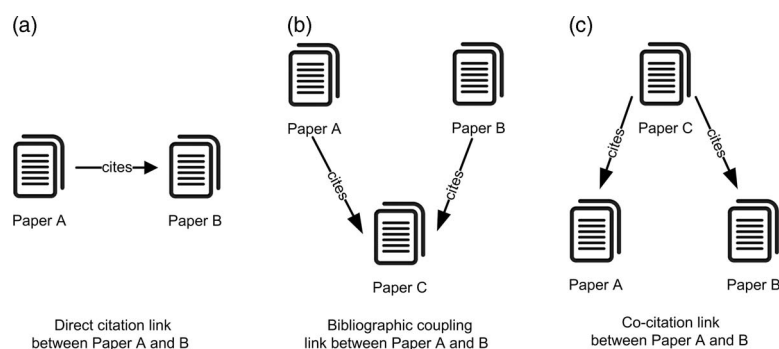 (a)
cites
Paper A
Paper B
Direct citation link
between Paper A and B
(b)
Paper A
Paper B
cites
cites
Paper C
Bibliographic coupling
link between Paper A and B
(c)
Paper C
cites
cites
Paper A
Paper B
Co-citation link
between Paper A and B